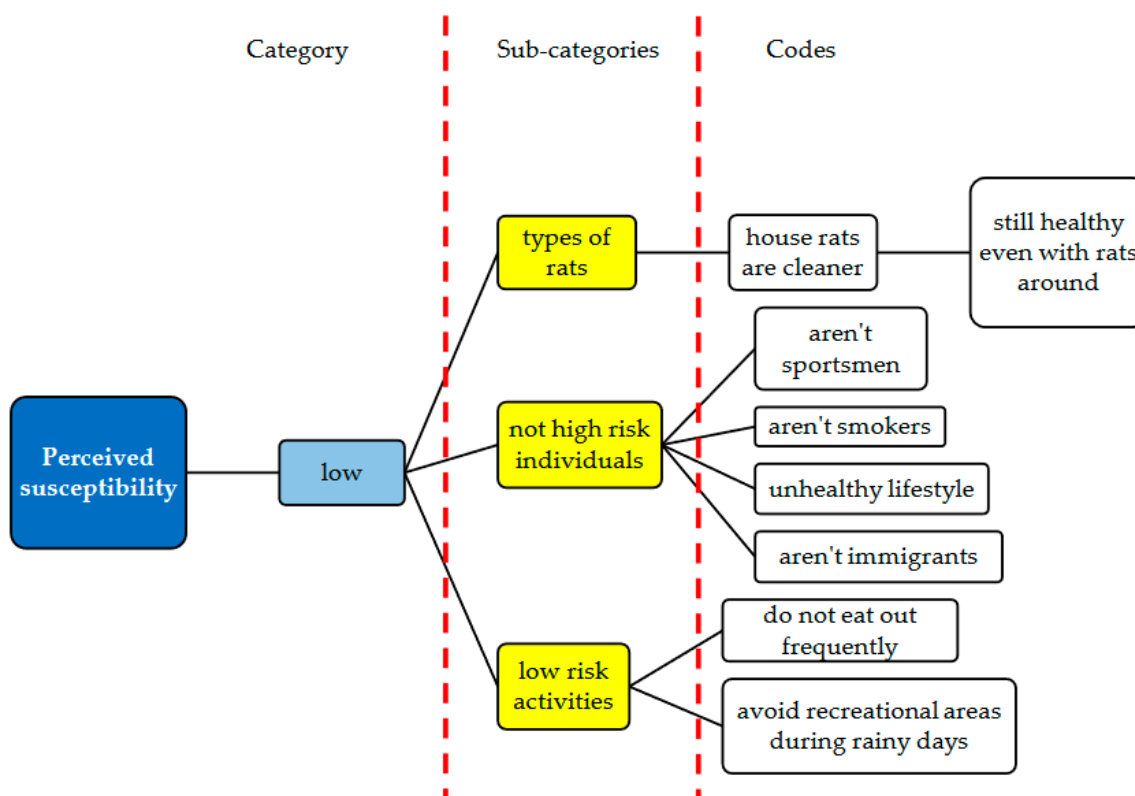 Category
Sub-categories
Codes
Perceived
susceptibility
low
types of
rats
house rats
are cleaner
still healthy
even with rats
around
not high risk
individuals
aren't
sportsmen
aren't smokers
unhealthy lifestyle
aren't immigrants
low risk
activities
do not eat out
frequently
avoid recreational areas
during rainy days